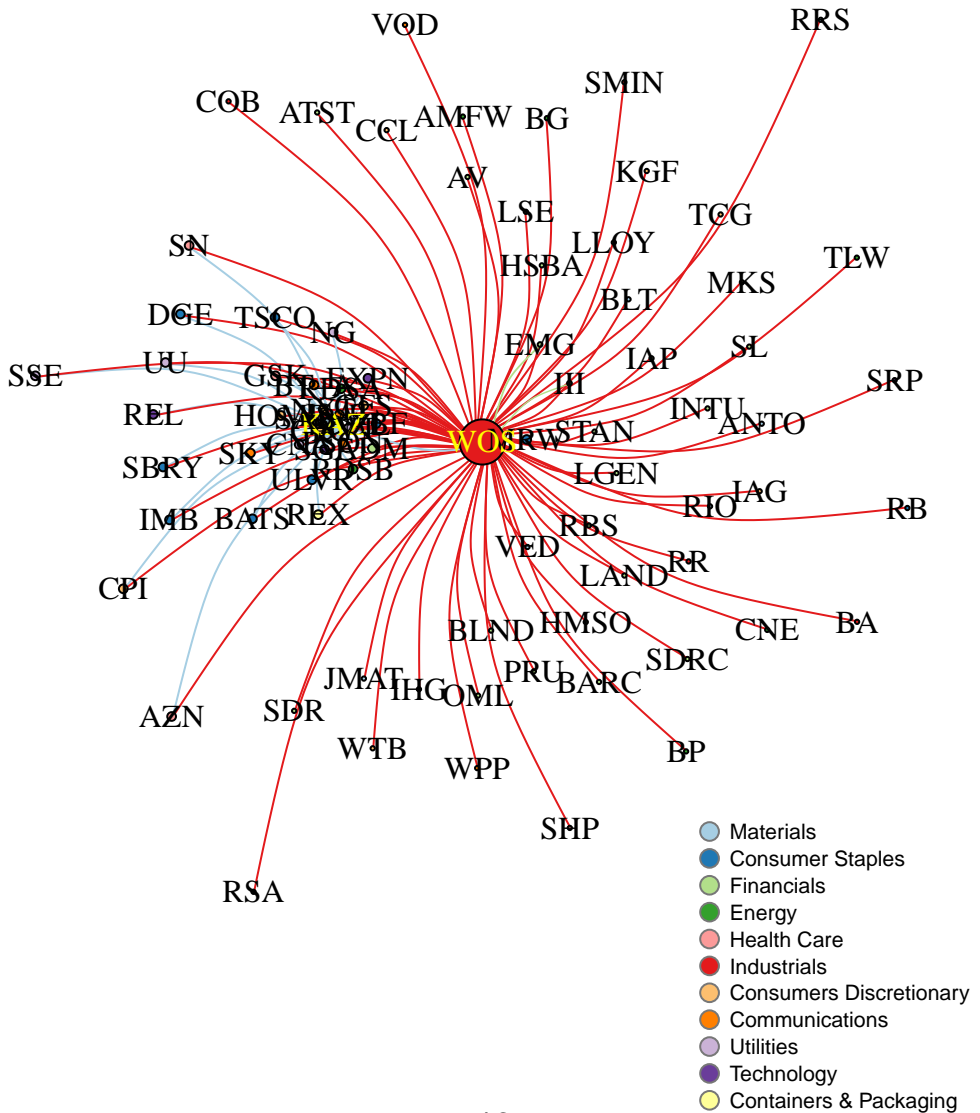 VOD
RRS
SMIN
COB
ATST
CCL
AMFW
BG
KGF
AV
LSE
TCG
SN
LLOY
HSBA
TLW
MKS
BLT
DGE
TSCO
NG
EMG
SL
UU
IAP
SSE
GSK
EXPN
III
SRP
REL
INTU
ANTO
KAZ
WOS
SRW
STAN
SBRY
SKY
LGEN
ULVR
RDSB
IAG
IMB
BATS
REX
RIO
RB
RBS
VED
RR
CPI
LAND
BLND
HMSO
CNE
BA
SDRC
JMAT
IHG
OML
PRU
BARC
AZN
SDR
WTB
WPP
BP
SHP
RSA
Materials
Consumer Staples
Financials
Energy
Health Care
Industrials
Consumers Discretionary
Communications
Utilities
Technology
Containers & Packaging